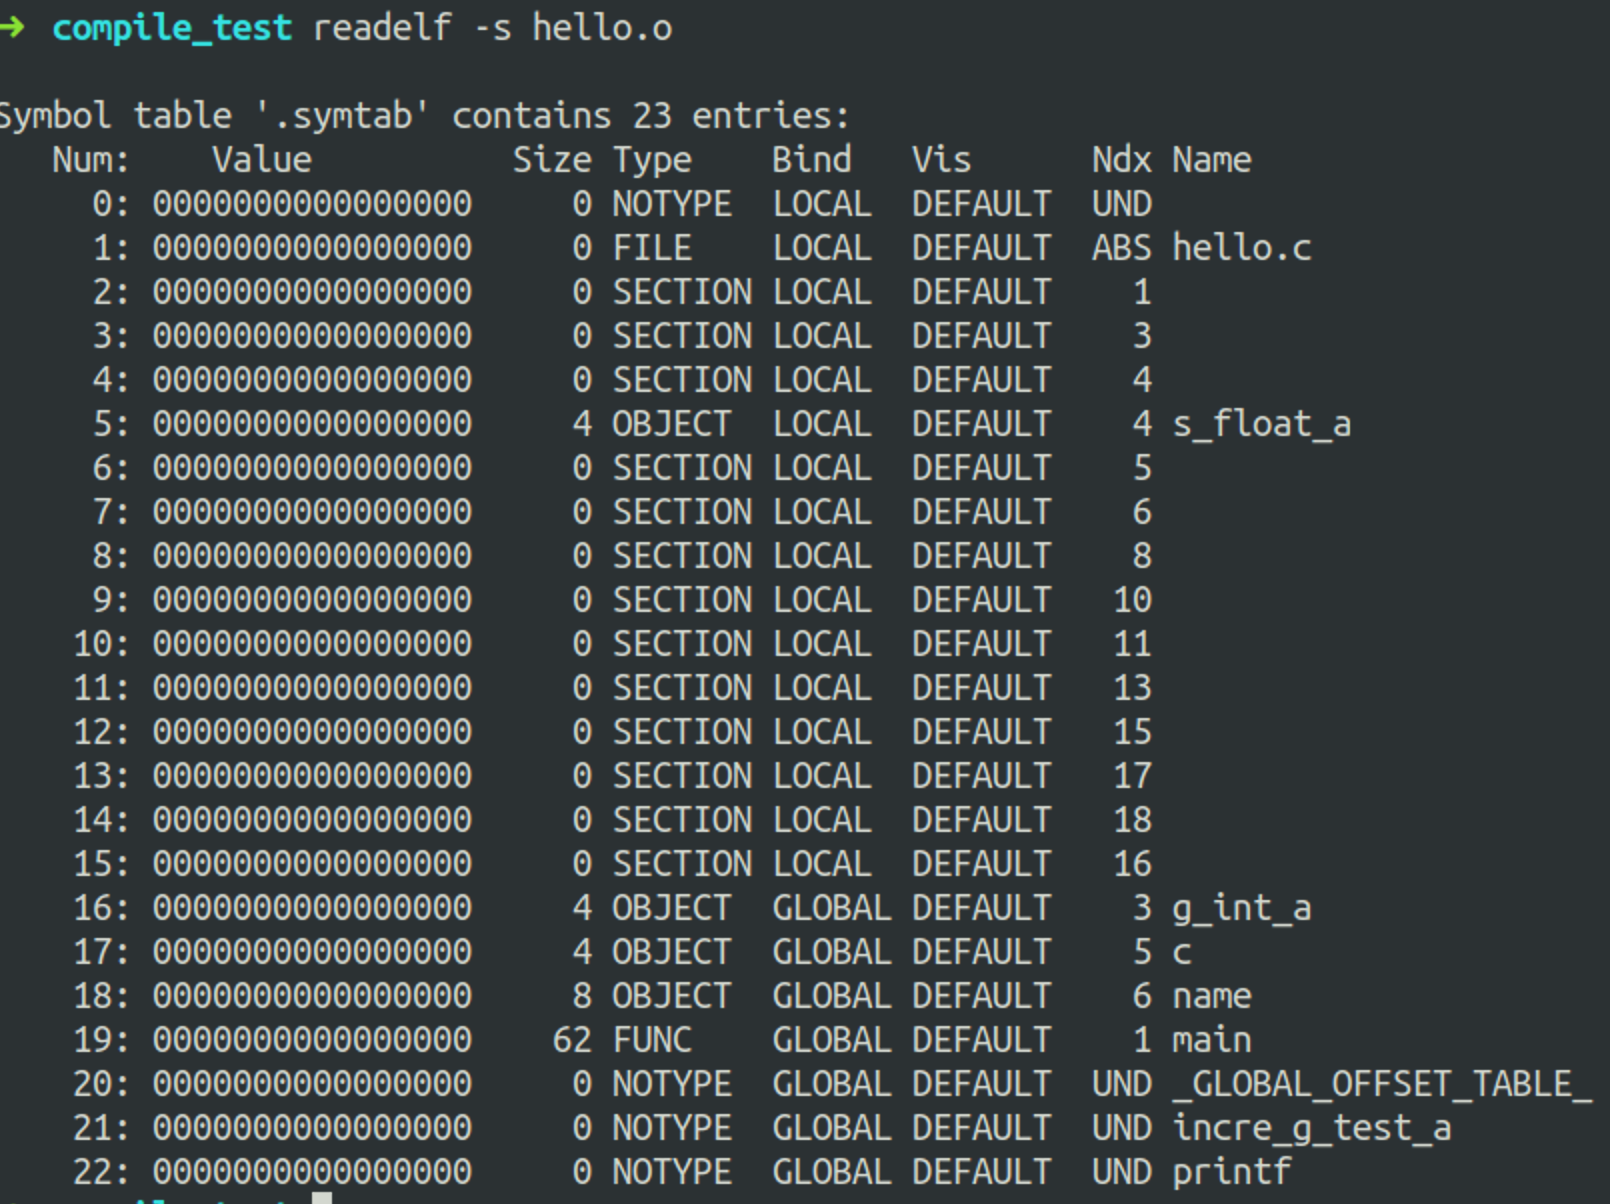 → compile_test readelf -s hello.o
Symbol table '.symtab' contains 23 entries:
Num: Value Size Type Bind Vis Ndx Name
0: 0000000000000000 0 NOTYPE LOCAL DEFAULT UND
1: 0000000000000000 0 FILE LOCAL DEFAULT ABS hello.c
2: 0000000000000000 0 SECTION LOCAL DEFAULT 1
3: 0000000000000000 0 SECTION LOCAL DEFAULT 3
4: 0000000000000000 0 SECTION LOCAL DEFAULT 4
5: 0000000000000000 4 OBJECT LOCAL DEFAULT 4 s_float_a
6: 0000000000000000 0 SECTION LOCAL DEFAULT 5
7: 0000000000000000 0 SECTION LOCAL DEFAULT 6
8: 0000000000000000 0 SECTION LOCAL DEFAULT 8
9: 0000000000000000 0 SECTION LOCAL DEFAULT 10
10: 0000000000000000 0 SECTION LOCAL DEFAULT 11
11: 0000000000000000 0 SECTION LOCAL DEFAULT 13
12: 0000000000000000 0 SECTION LOCAL DEFAULT 15
13: 0000000000000000 0 SECTION LOCAL DEFAULT 17
14: 0000000000000000 0 SECTION LOCAL DEFAULT 18
15: 0000000000000000 0 SECTION LOCAL DEFAULT 16
16: 0000000000000000 4 OBJECT GLOBAL DEFAULT 3 g_int_a
17: 0000000000000000 4 OBJECT GLOBAL DEFAULT 5 c
18: 0000000000000000 8 OBJECT GLOBAL DEFAULT 6 name
19: 0000000000000000 62 FUNC GLOBAL DEFAULT 1 main
20: 0000000000000000 0 NOTYPE GLOBAL DEFAULT UND _GLOBAL_OFFSET_TABLE_
21: 0000000000000000 0 NOTYPE GLOBAL DEFAULT UND incre_g_test_a
22: 0000000000000000 0 NOTYPE GLOBAL DEFAULT UND printf